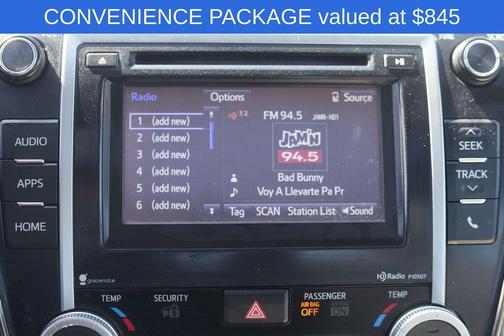 CONVENIENCE PACKAGE valued at $845
Radio Options Source
1 (add new)
2 (add new)
3 (add new)
4 (add new)
5 (add new)
6 (add new)
1 2 FM 94.5 JAMN-HD1
JAM'N
94.5
Bad Bunny
Voy A Llevarte Pa Pr
Tag SCAN Station List Sound
AUDIO
APPS
HOME
SEEK
TRACK
gracenote
HD Radio P10507
TEMP
SECURITY
PASSENGER
AIR BAG OFF
AIR BAG ON
TEMP